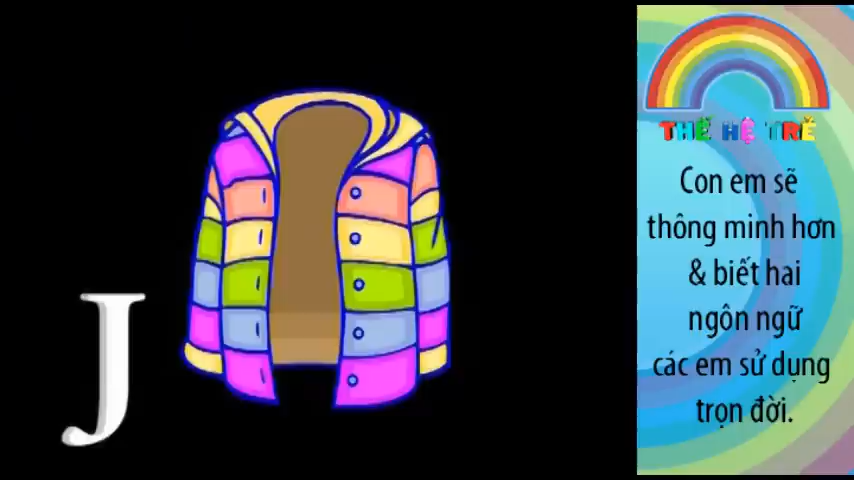 J
THẾ HỆ TRẺ
Con em sẽ
thông minh hơn
& biết hai
ngôn ngữ
các em sử dụng
trọn đời.